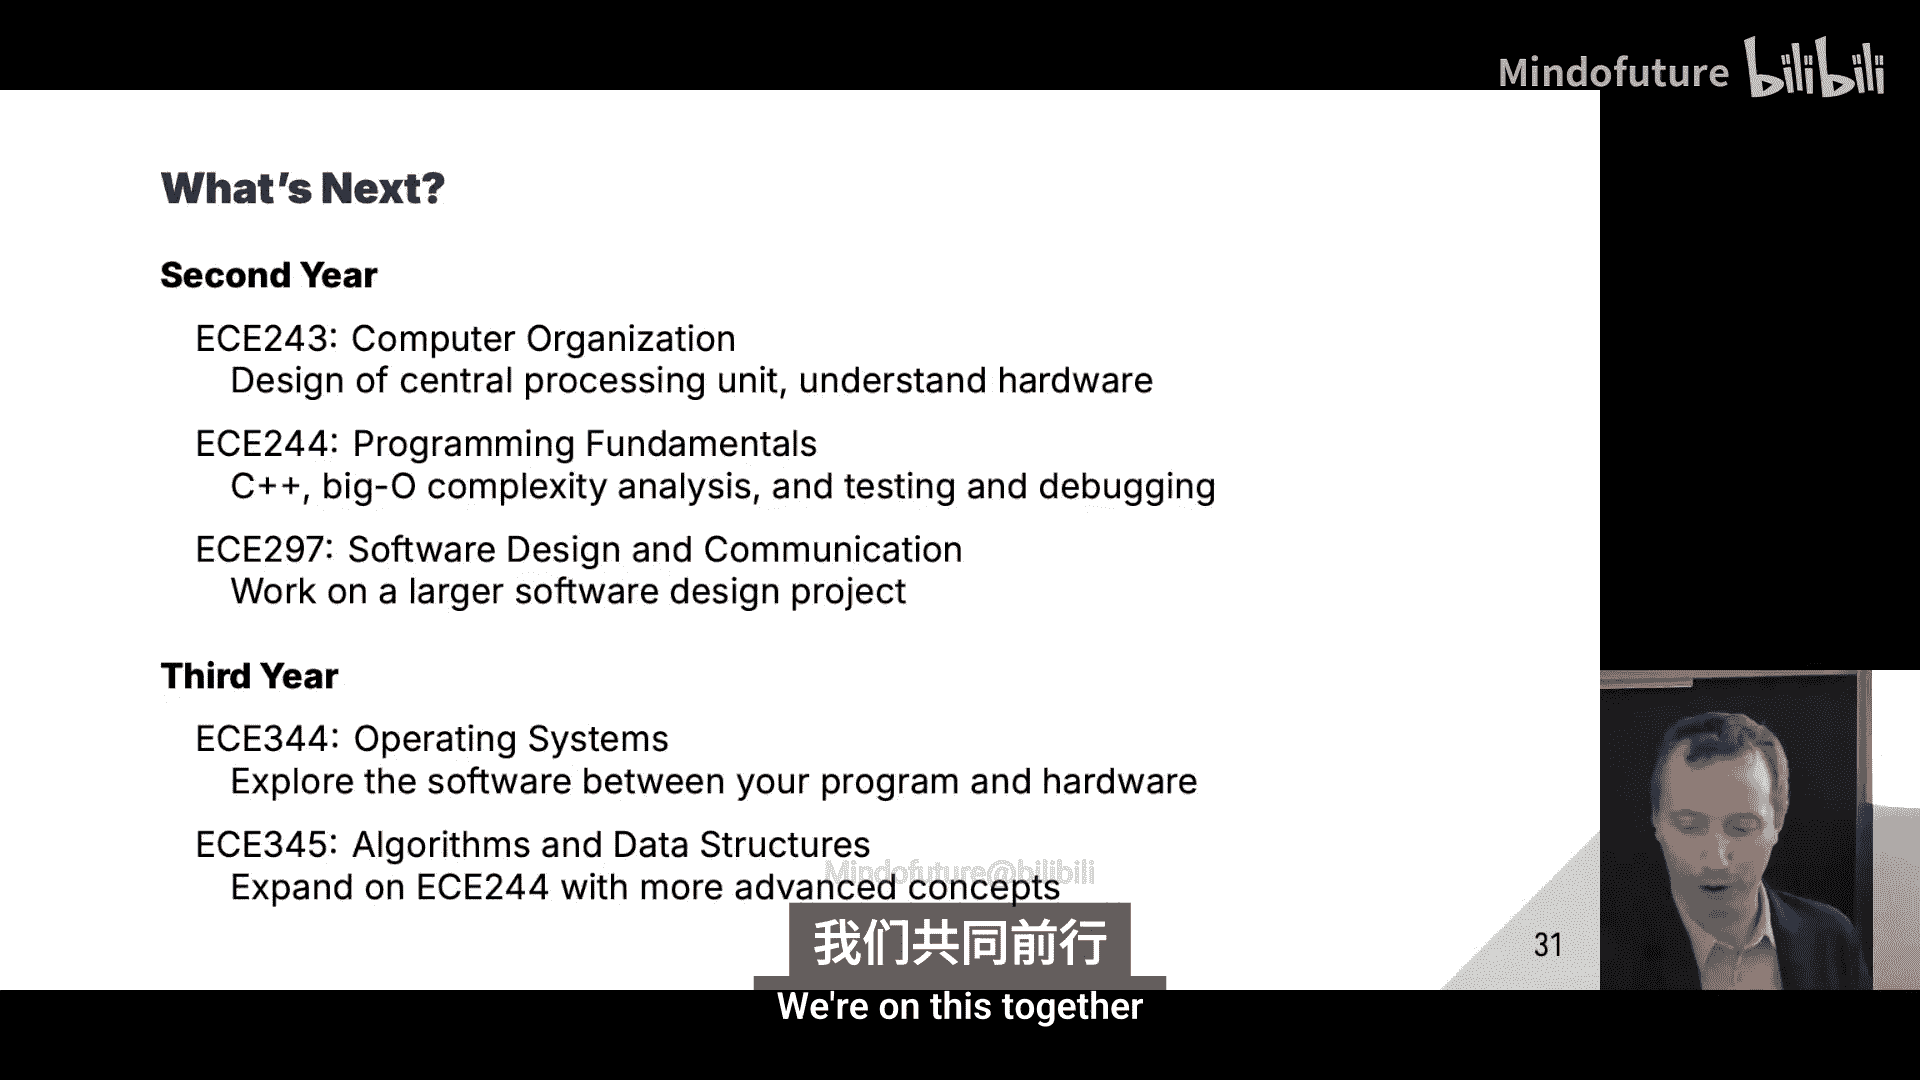 Mindofuture bilibili
What's Next?
Second Year
ECE243: Computer Organization
Design of central processing unit, understand hardware
ECE244: Programming Fundamentals
C++, big-O complexity analysis, and testing and debugging
ECE297: Software Design and Communication
Work on a larger software design project
Third Year
ECE344: Operating Systems
Explore the software between your program and hardware
ECE345: Algorithms and Data Structures
Mindofuture@bilibili
Expand on ECE244 with more advanced concepts
我们共同前行
31
We're on this together